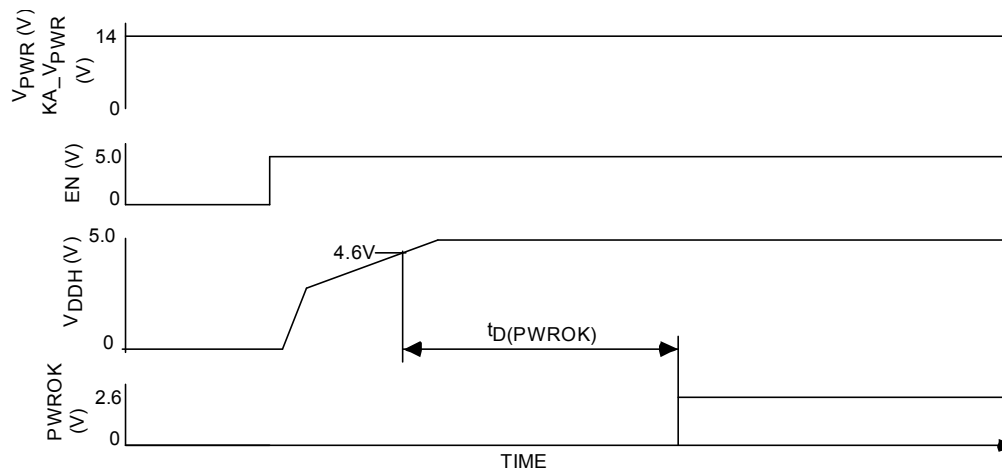 VPWR (V)
KA_VPWR
(V)
14
0
EN (V)
5.0
0
VDDH (V)
5.0
0
4.6V
tD(PWROK)
PWROK
(V)
2.6
0
TIME